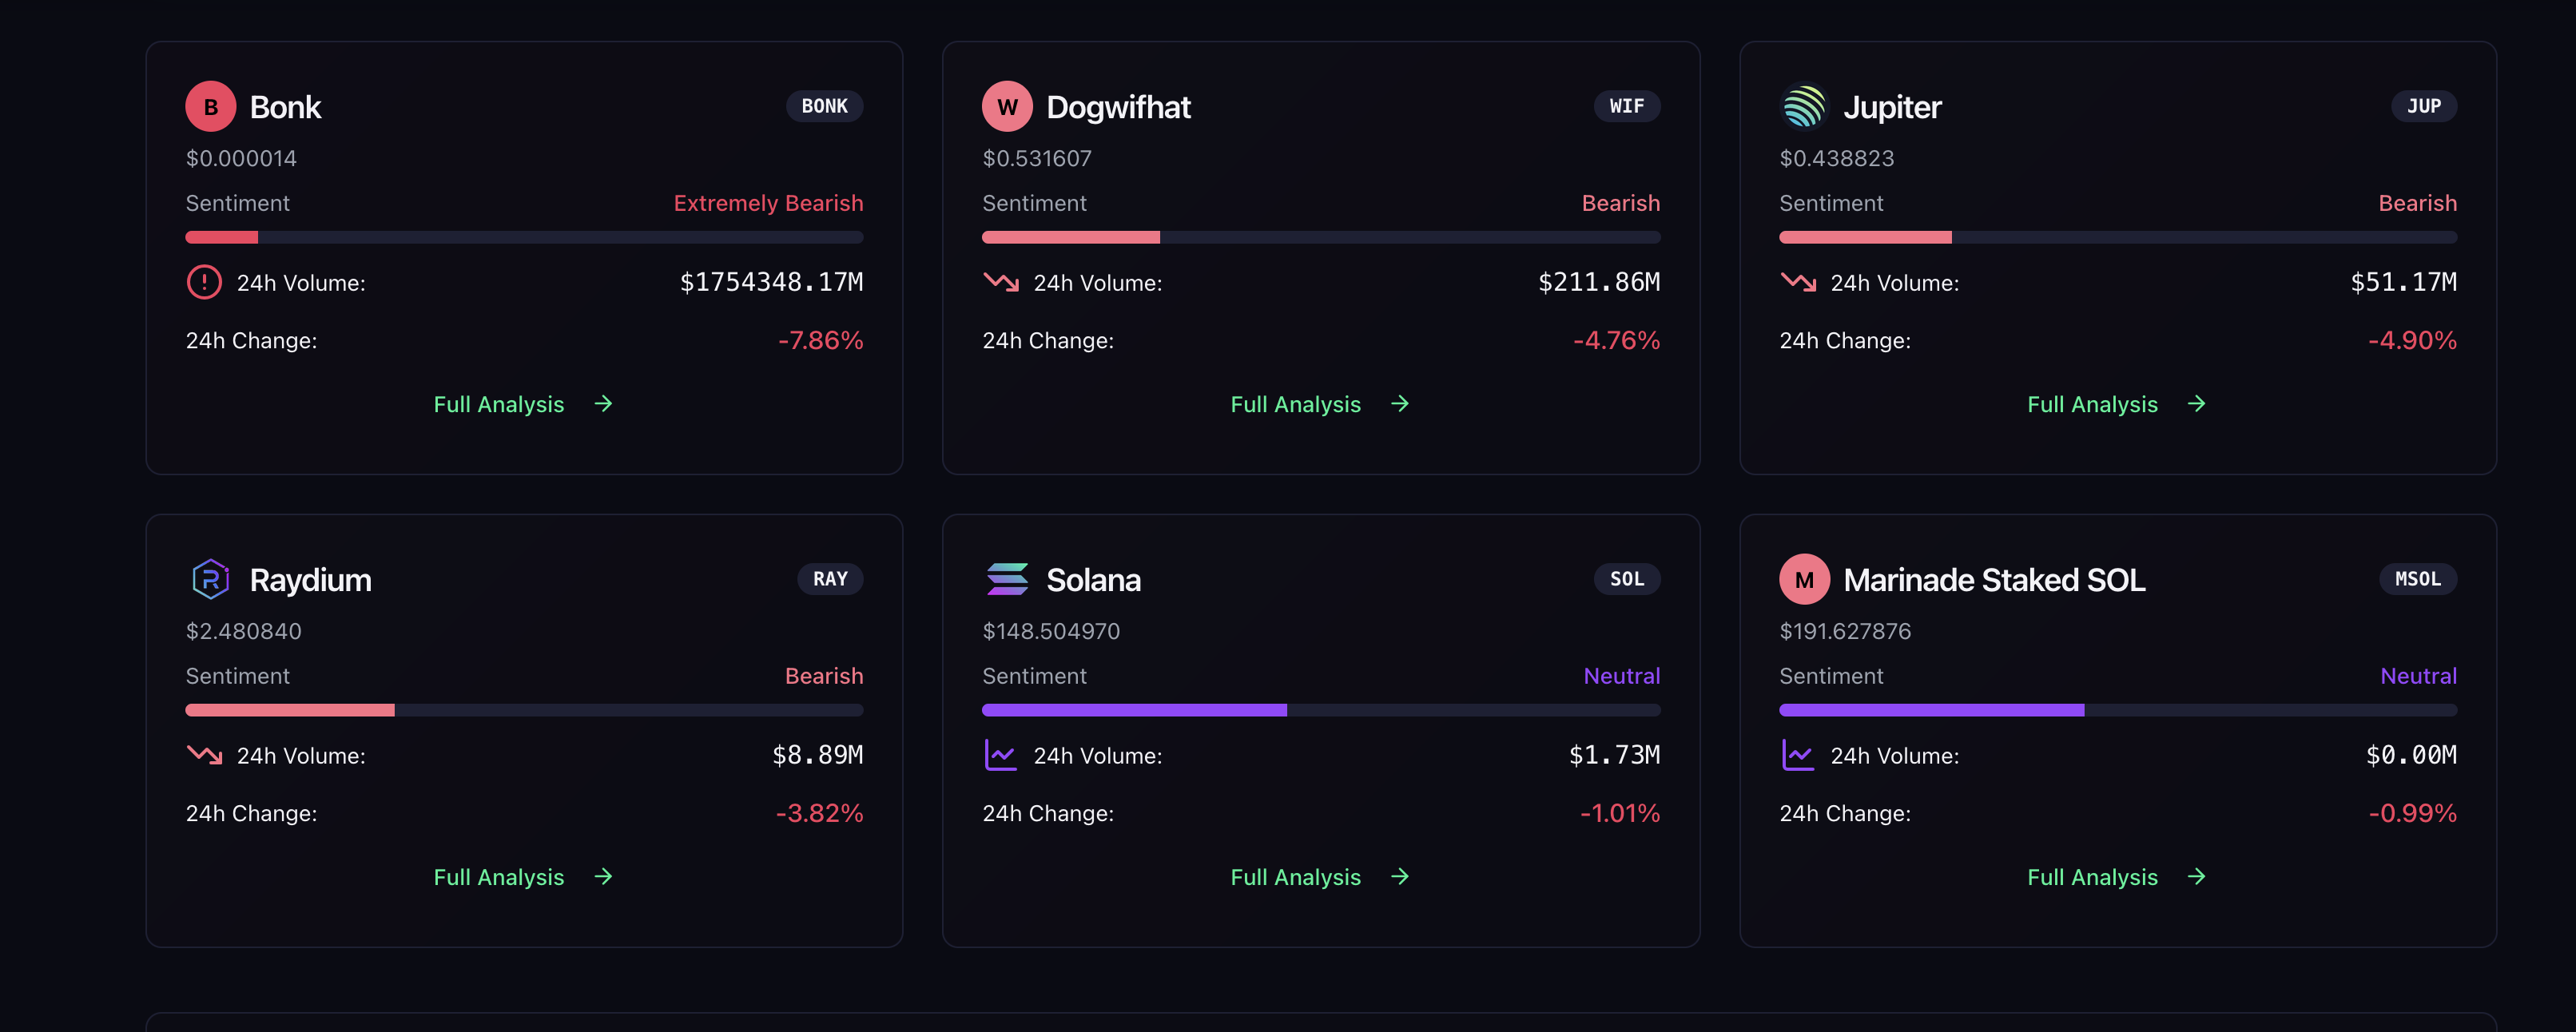 B Bonk BONK
$0.000014
Sentiment Extremely Bearish
24h Volume: $1754348.17M
24h Change: -7.86%
Full Analysis →
W Dogwifhat WIF
$0.531607
Sentiment Bearish
24h Volume: $211.86M
24h Change: -4.76%
Full Analysis →
Jupiter JUP
$0.438823
Sentiment Bearish
24h Volume: $51.17M
24h Change: -4.90%
Full Analysis →
R Raydium RAY
$2.480840
Sentiment Bearish
24h Volume: $8.89M
24h Change: -3.82%
Full Analysis →
Solana SOL
$148.504970
Sentiment Neutral
24h Volume: $1.73M
24h Change: -1.01%
Full Analysis →
M Marinade Staked SOL MSOL
$191.627876
Sentiment Neutral
24h Volume: $0.00M
24h Change: -0.99%
Full Analysis →